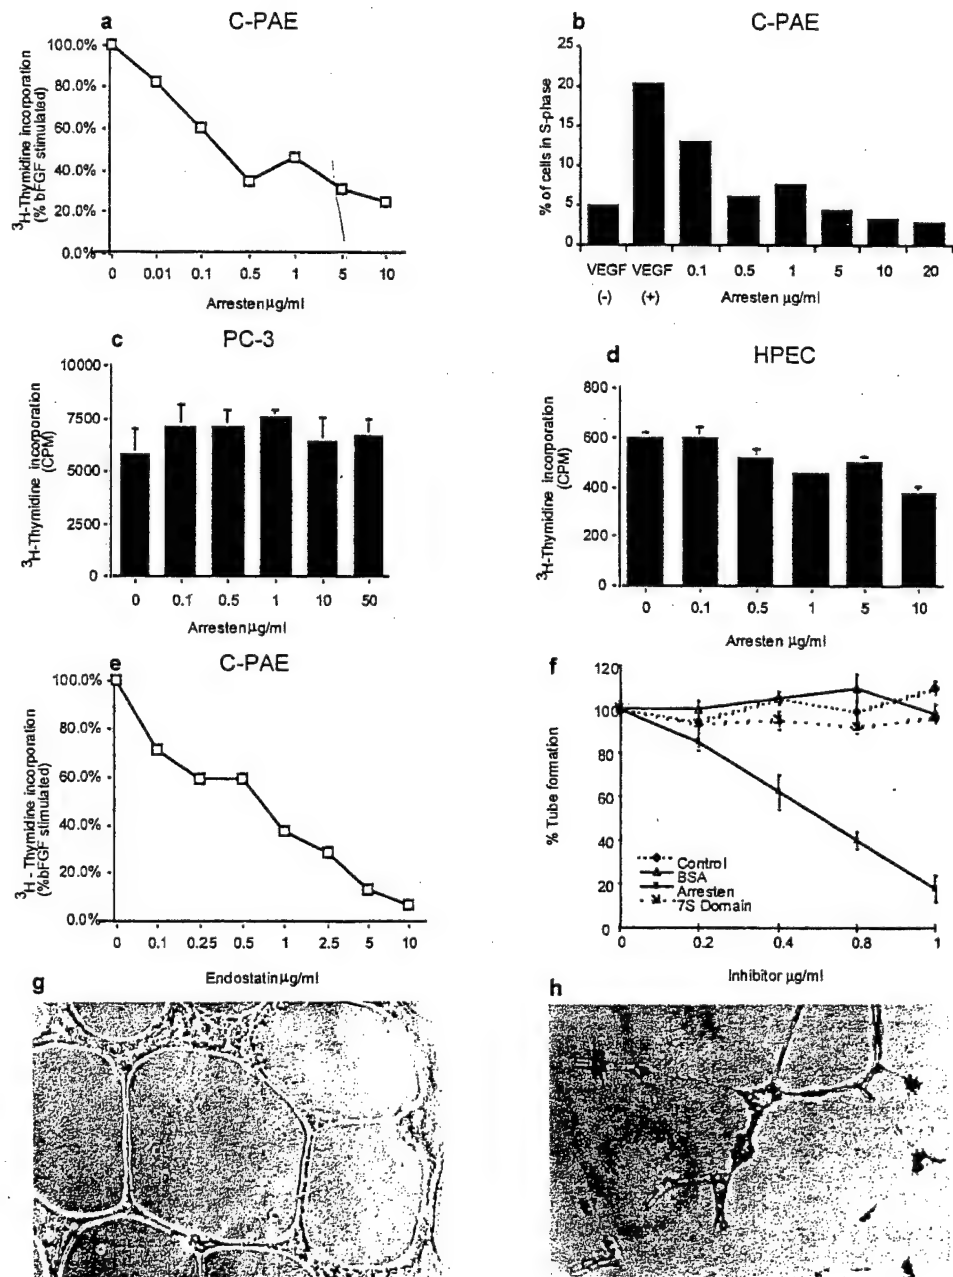 a
C-PAE
³H-Thymidine incorporation
(% bFGF stimulated)
100.0%
80.0%
60.0%
40.0%
20.0%
0.0%
0 0.01 0.1 0.5 1 5 10
Arresten µg/ml
b
C-PAE
% of cells in S-phase
25
20
15
10
5
0
VEGF VEGF 0.1 0.5 1 5 10 20
(-) (+) Arresten µg/ml
c
PC-3
³H-Thymidine incorporation
(CPM)
10000
7500
5000
2500
0
0 0.1 0.5 1 10 50
Arresten µg/ml
d
HPEC
³H-Thymidine incorporation
(CPM)
800
600
400
200
0
0 0.1 0.5 1 5 10
Arresten µg/ml
e
C-PAE
³H - Thymidine incorporation
(%bFGF stimulated)
100.0%
80.0%
60.0%
40.0%
20.0%
0.0%
0 0.1 0.25 0.5 1 2.5 5 10
Endostatin µg/ml
f
% Tube formation
120
100
80
60
40
20
0
Control
BSA
Arresten
7S Domain
0 0.2 0.4 0.8 1
Inhibitor µg/ml
g
h